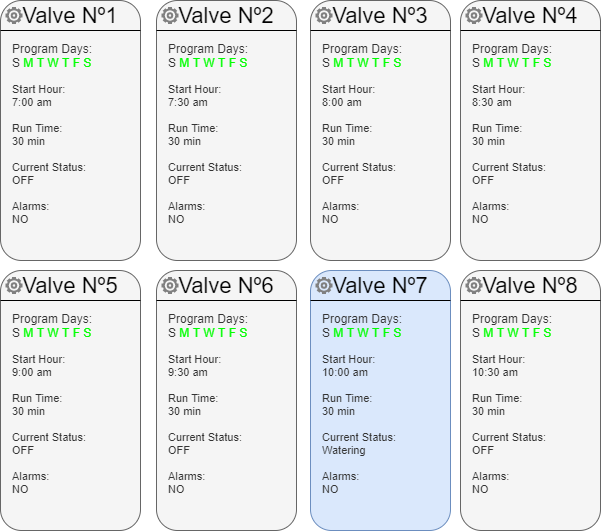 Valve Nº1
Program Days:
S M T W T F S
Start Hour:
7:00 am
Run Time:
30 min
Current Status:
OFF
Alarms:
NO
Valve Nº2
Program Days:
S M T W T F S
Start Hour:
7:30 am
Run Time:
30 min
Current Status:
OFF
Alarms:
NO
Valve Nº3
Program Days:
S M T W T F S
Start Hour:
8:00 am
Run Time:
30 min
Current Status:
OFF
Alarms:
NO
Valve Nº4
Program Days:
S M T W T F S
Start Hour:
8:30 am
Run Time:
30 min
Current Status:
OFF
Alarms:
NO
Valve Nº5
Program Days:
S M T W T F S
Start Hour:
9:00 am
Run Time:
30 min
Current Status:
OFF
Alarms:
NO
Valve Nº6
Program Days:
S M T W T F S
Start Hour:
9:30 am
Run Time:
30 min
Current Status:
OFF
Alarms:
NO
Valve Nº7
Program Days:
S M T W T F S
Start Hour:
10:00 am
Run Time:
30 min
Current Status:
Watering
Alarms:
NO
Valve Nº8
Program Days:
S M T W T F S
Start Hour:
10:30 am
Run Time:
30 min
Current Status:
OFF
Alarms:
NO